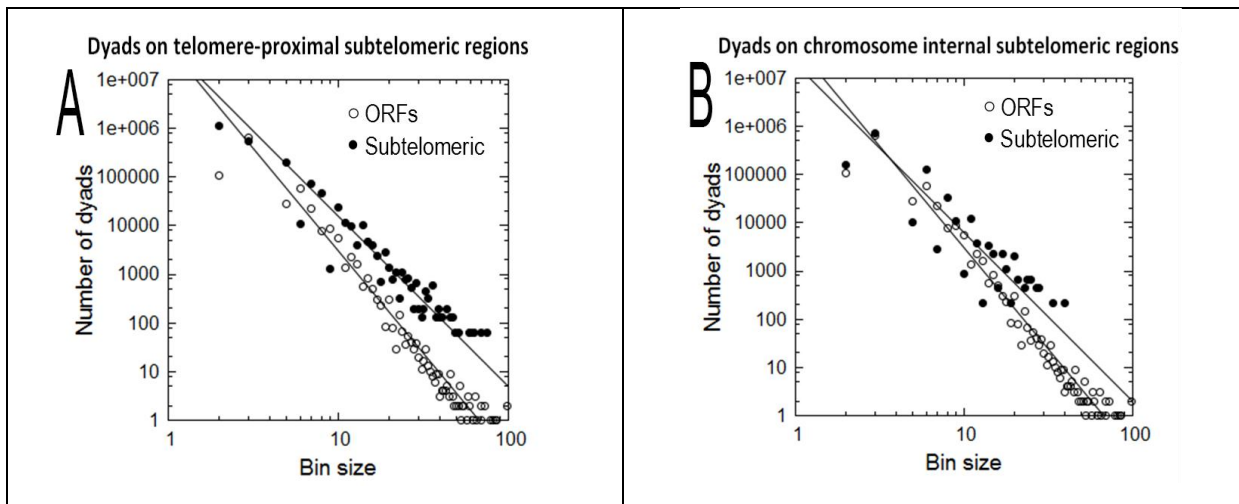 Dyads on telomere-proximal subtelomeric regions
A
1e+007
1e+006
100000
10000
1000
100
10
1
1
10
100
Number of dyads
Bin size
ORFs
Subtelomeric
Dyads on chromosome internal subtelomeric regions
B
1e+007
1e+006
100000
10000
1000
100
10
1
1
10
100
Number of dyads
Bin size
ORFs
Subtelomeric